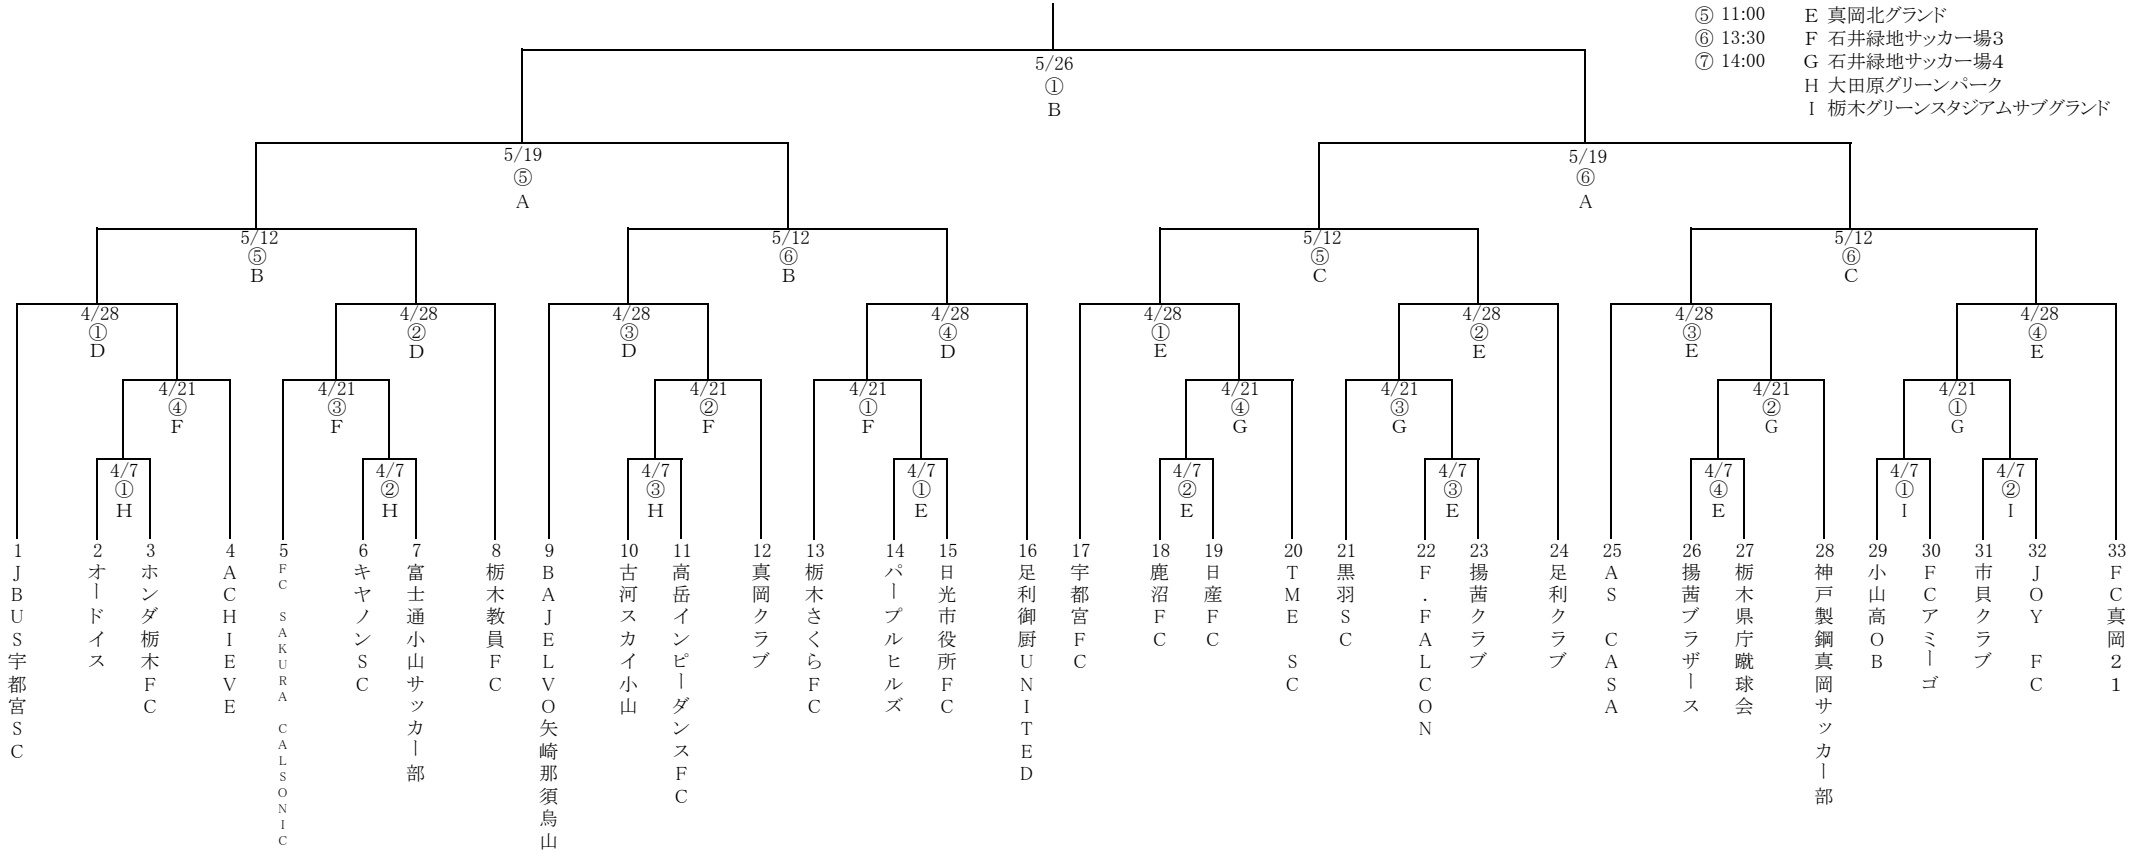 ⑤ 11:00 E 真岡北グランド
⑥ 13:30 F 石井緑地サッカー場3
⑦ 14:00 G 石井緑地サッカー場4
H 大田原グリーンパーク
I 栃木グリーンスタジアムサブグランド
5/26
①
B
5/19 5/19
⑤ ⑥
A A
5/12 5/12 5/12 5/12
⑤ ⑥ ⑤ ⑥
B B C C
4/28 4/28 4/28 4/28 4/28 4/28 4/28 4/28
① ② ③ ④ ① ② ③ ④
D D D D E E E E
4/21 4/21 4/21 4/21 4/21 4/21 4/21 4/21
④ ③ ② ① ④ ③ ② ①
F F F F G G G G
4/7 4/7 4/7 4/7 4/7 4/7 4/7 4/7 4/7
① ② ③ ① ② ③ ④ ① ②
H H H E E E E I I
1 JBUS宇都宮SC
2 オードイス
3 ホンダ栃木FC
4 ACHIEVE
5 FC SAKURA CALSONIC
6 キヤノンSC
7 富士通小山サッカー部
8 栃木教員FC
9 BAJELVO矢崎那須烏山
10 古河スカイ小山
11 高岳インピーダンスFC
12 真岡クラブ
13 栃木さくらFC
14 パープルヒルズ
15 日光市役所FC
16 足利御厨UNITED
17 宇都宮FC
18 鹿沼FC
19 日産FC
20 TME SC
21 黒羽SC
22 F.FALCON
23 揚茜クラブ
24 足利クラブ
25 AS CASA
26 揚茜ブラザース
27 栃木県庁蹴球会
28 神戸製鋼真岡サッカー部
29 小山高OB
30 FCアミーゴ
31 市貝クラブ
32 JOY FC
33 FC真岡21